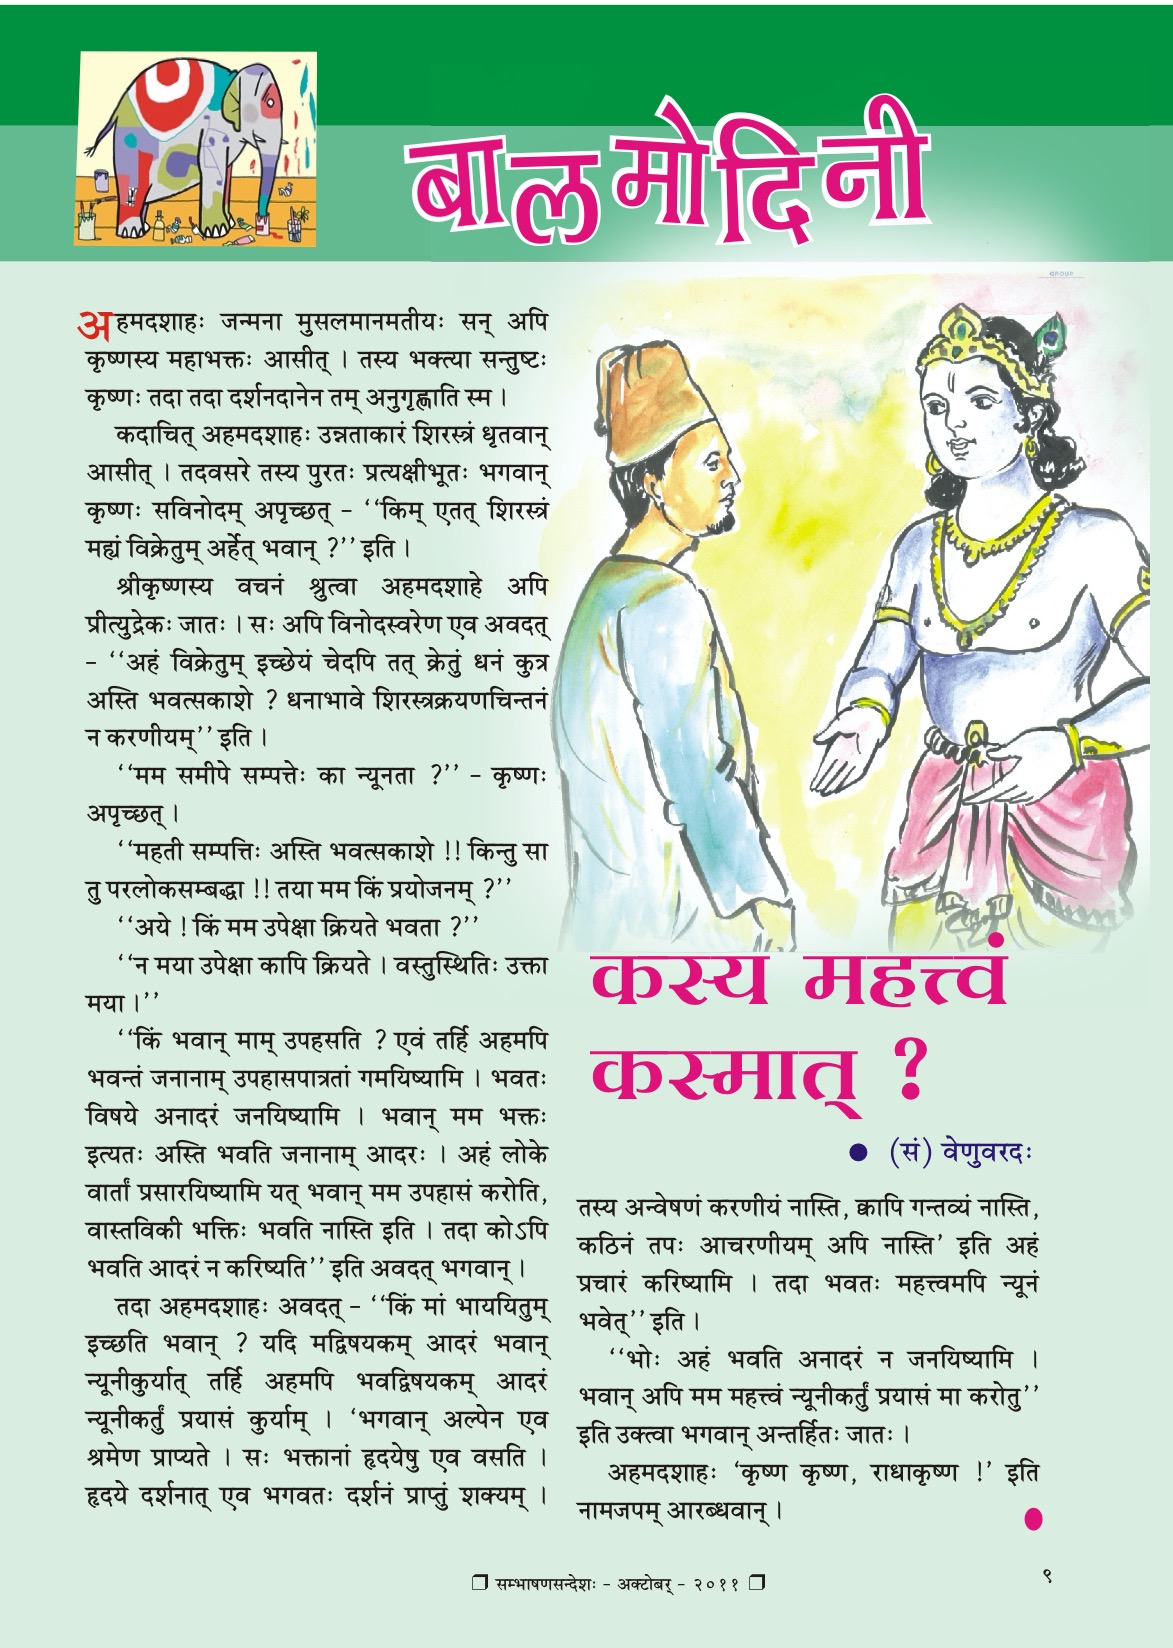 बालमोदिनी
GROUP
अहमदशाहः जन्मना मुसलमानमतीयः सन् अपि
कृष्णस्य महाभक्तः आसीत् । तस्य भक्त्या सन्तुष्टः
कृष्णः तदा तदा दर्शनदानेन तम् अनुगृह्णाति स्म ।
कदाचित् अहमदशाहः उन्नताकारं शिरस्त्रं धृतवान्
आसीत् । तदवसरे तस्य पुरतः प्रत्यक्षीभूतः भगवान्
कृष्णः सविनोदम् अपृच्छत् – ‘‘किम् एतत् शिरस्त्रं
मह्यं विक्रेतुम् अर्हेत् भवान् ?’’ इति ।
श्रीकृष्णस्य वचनं श्रुत्वा अहमदशाहे अपि
प्रीत्युद्रेकः जातः । सः अपि विनोदस्वरेण एव अवदत्
– ‘‘अहं विक्रेतुम् इच्छेयं चेदपि तत् क्रेतुं धनं कुत्र
अस्ति भवत्सकाशे ? धनाभावे शिरस्त्रक्रयणचिन्तनं
न करणीयम्’’ इति ।
‘‘मम समीपे सम्पत्तेः का न्यूनता ?’’ – कृष्णः
अपृच्छत् ।
‘‘महती सम्पत्तिः अस्ति भवत्सकाशे !! किन्तु सा
तु परलोकसम्बद्धा !! तया मम किं प्रयोजनम् ?’’
‘‘अये ! किं मम उपेक्षा क्रियते भवता ?’’
‘‘न मया उपेक्षा कापि क्रियते । वस्तुस्थितिः उक्ता
मया ।’’
‘‘किं भवान् माम् उपहसति ? एवं तर्हि अहमपि
भवन्तं जनानाम् उपहासपात्रतां गमयिष्यामि । भवतः
विषये अनादरं जनयिष्यामि । भवान् मम भक्तः
इत्यतः अस्ति भवति जनानाम् आदरः । अहं लोके
वार्तां प्रसारयिष्यामि यत् भवान् मम उपहासं करोति,
वास्तविकी भक्तिः भवति नास्ति इति । तदा कोऽपि
भवति आदरं न करिष्यति’’ इति अवदत् भगवान् ।
तदा अहमदशाहः अवदत् – ‘‘किं मां भाययितुम्
इच्छति भवान् ? यदि मद्विषयकम् आदरं भवान्
न्यूनीकुर्यात् तर्हि अहमपि भवद्विषयकम् आदरं
न्यूनीकर्तुं प्रयासं कुर्याम् । ‘भगवान् अल्पेन एव
श्रमेण प्राप्यते । सः भक्तानां हृदयेषु एव वसति ।
हृदये दर्शनात् एव भगवतः दर्शनं प्राप्तुं शक्यम् ।
कस्य महत्त्वं
कस्मात् ?
● (सं) वेणुवरदः
तस्य अन्वेषणं करणीयं नास्ति, क्वापि गन्तव्यं नास्ति,
कठिनं तपः आचरणीयम् अपि नास्ति’ इति अहं
प्रचारं करिष्यामि । तदा भवतः महत्त्वमपि न्यूनं
भवेत्’’ इति ।
‘‘भोः अहं भवति अनादरं न जनयिष्यामि ।
भवान् अपि मम महत्त्वं न्यूनीकर्तुं प्रयासं मा करोतु’’
इति उक्त्वा भगवान् अन्तर्हितः जातः ।
अहमदशाहः ‘कृष्ण कृष्ण, राधाकृष्ण !’ इति
नामजपम् आरब्धवान् ।
❐ सम्भाषणसन्देशः – अक्टोबर् – २०११ ❐
९